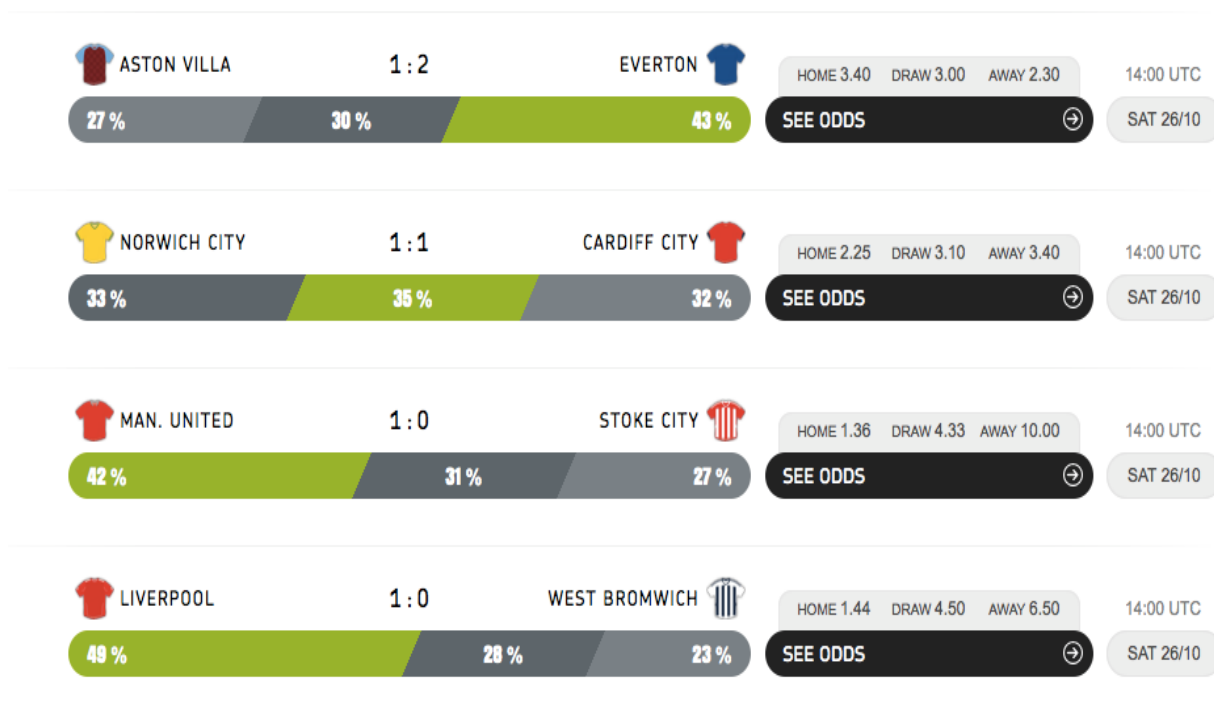 ASTON VILLA 1:2 EVERTON
HOME 3.40 DRAW 3.00 AWAY 2.30 14:00 UTC
27 % 30 % 43 % SEE ODDS SAT 26/10
NORWICH CITY 1:1 CARDIFF CITY
HOME 2.25 DRAW 3.10 AWAY 3.40 14:00 UTC
33 % 35 % 32 % SEE ODDS SAT 26/10
MAN. UNITED 1:0 STOKE CITY
HOME 1.36 DRAW 4.33 AWAY 10.00 14:00 UTC
42 % 31 % 27 % SEE ODDS SAT 26/10
LIVERPOOL 1:0 WEST BROMWICH
HOME 1.44 DRAW 4.50 AWAY 6.50 14:00 UTC
49 % 28 % 23 % SEE ODDS SAT 26/10